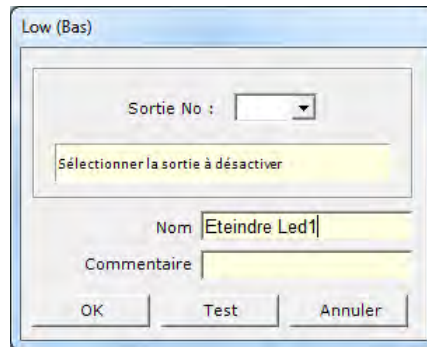 Low (Bas)
Sortie No :
Sélectionner la sortie à désactiver
Nom Eteindre Led1
Commentaire
OK Test Annuler